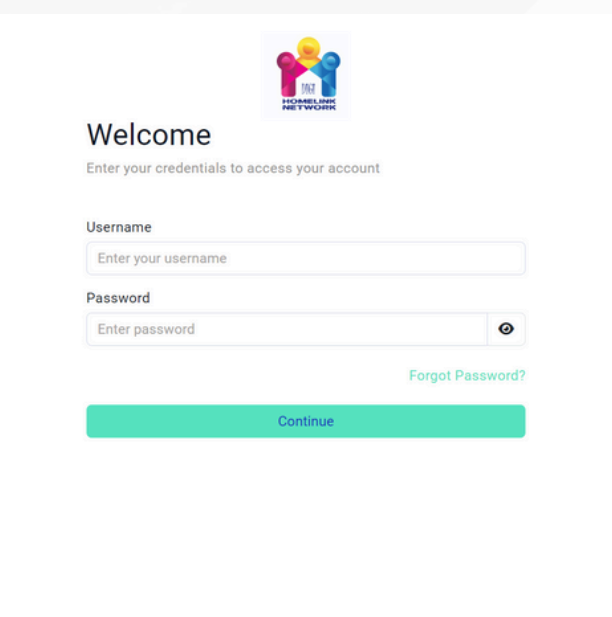 HOMELINK
NETWORK
Welcome
Enter your credentials to access your account
Username
Enter your username
Password
Enter password
Forgot Password?
Continue